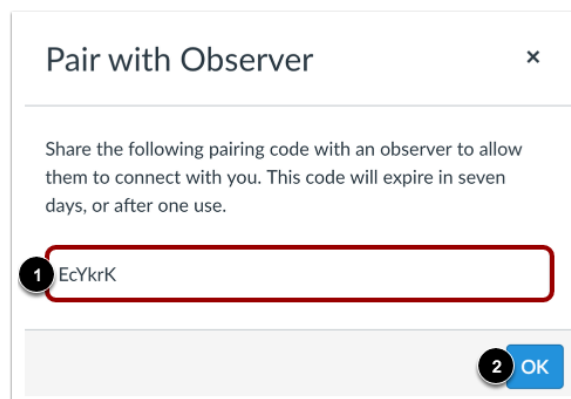 Pair with Observer ×
Share the following pairing code with an observer to allow
them to connect with you. This code will expire in seven
days, or after one use.
1 EcYkrK
2 OK